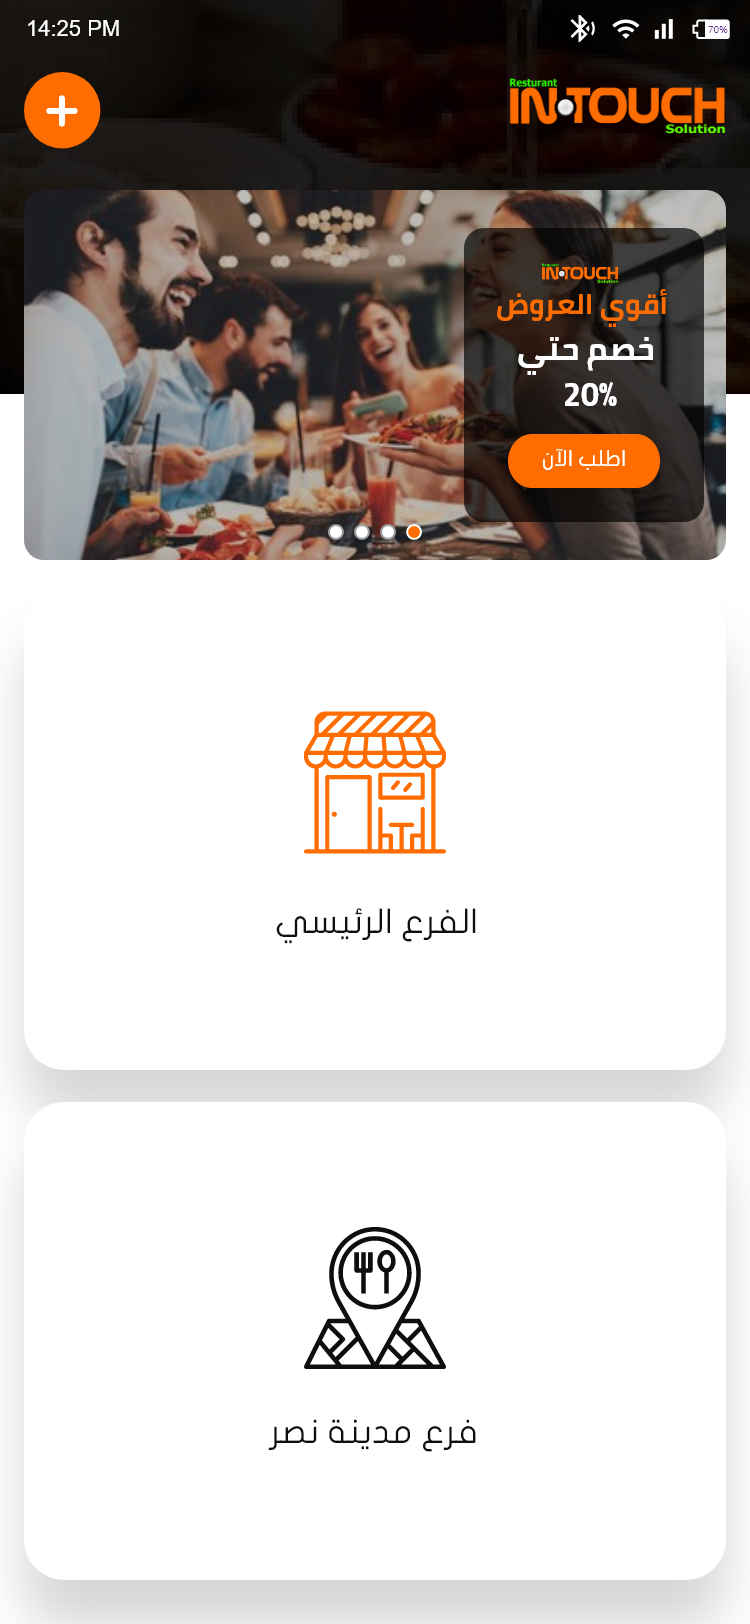 14:25 PM
70%
Resturant
IN TOUCH
Solution
Resturant
IN TOUCH
Solution
أقوي العروض
خصم حتي
20%
اطلب الآن
الفرع الرئيسي
فرع مدينة نصر